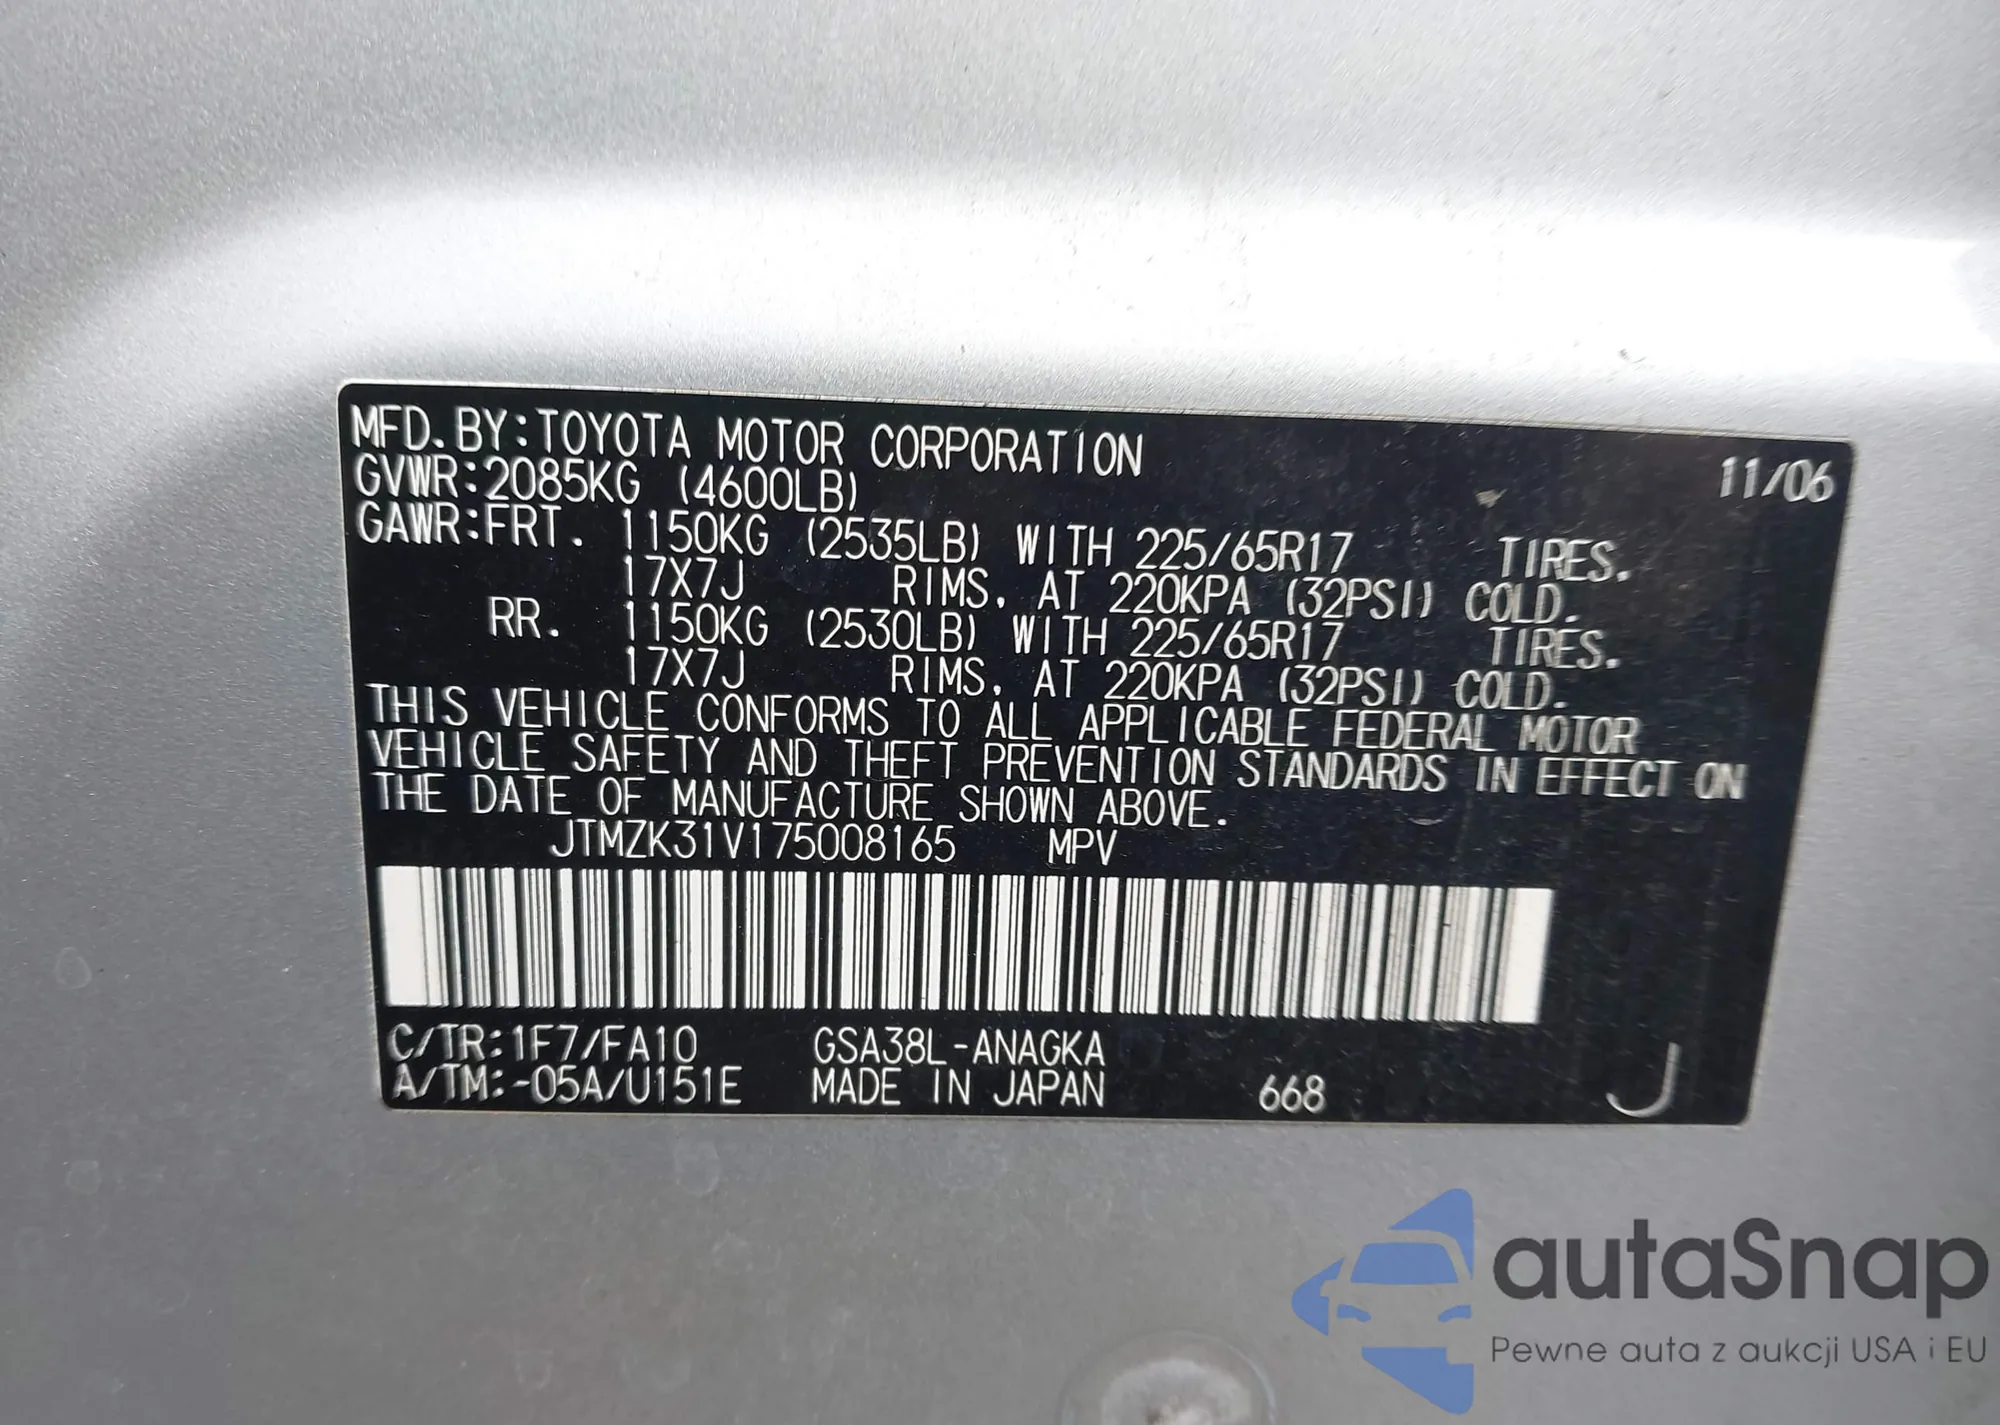 MFD.BY:TOYOTA MOTOR CORPORATION 11/06
GVWR:2085KG (4600LB)
GAWR:FRT. 1150KG (2535LB) WITH 225/65R17 TIRES.
17X7J RIMS, AT 220KPA (32PSI) COLD.
RR. 1150KG (2530LB) WITH 225/65R17 TIRES.
17X7J RIMS, AT 220KPA (32PSI) COLD.
THIS VEHICLE CONFORMS TO ALL APPLICABLE FEDERAL MOTOR
VEHICLE SAFETY AND THEFT PREVENTION STANDARDS IN EFFECT ON
THE DATE OF MANUFACTURE SHOWN ABOVE.
JTMZK31V175008165 MPV
C/TR:1F7/FA10 GSA38L-ANAGKA
A/TM:-05A/U151E MADE IN JAPAN 668 J
autaSnap
Pewne auta z aukcji USA i EU